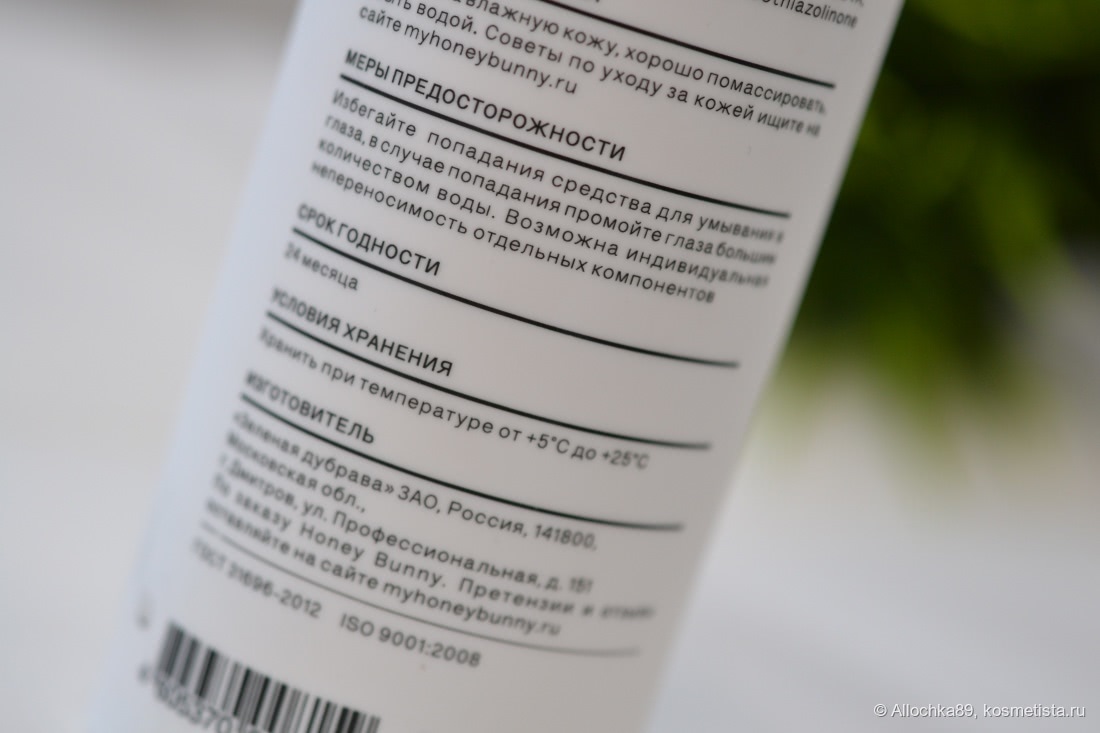 othiazolinone
влажную кожу, хорошо помассировать,
водой. Советы по уходу за кожей ищите на
сайте myhoneybunny.ru
МЕРЫ ПРЕДОСТОРОЖНОСТИ
Избегайте попадания средства для умывания в
глаза, в случае попадания промойте глаза большим
количеством воды. Возможна индивидуальная
непереносимость отдельных компонентов
СРОК ГОДНОСТИ
24 месяца
УСЛОВИЯ ХРАНЕНИЯ
Хранить при температуре от +5°С до +25°С
ИЗГОТОВИТЕЛЬ
«Зеленая дубрава» ЗАО, Россия, 141800,
Московская обл.,
г. Дмитров, ул. Профессиональная, д. 151
По заказу Honey Bunny. Претензии и отзывы
оставляйте на сайте myhoneybunny.ru
ГОСТ 31696-2012 ISO 9001:2008
© Allochka89, kosmetista.ru